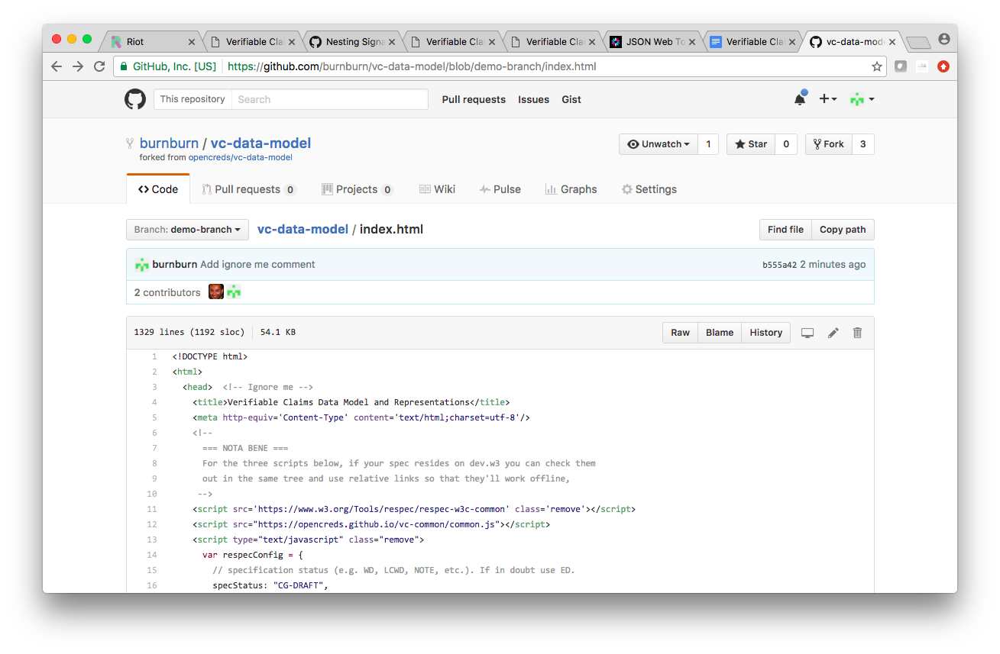 Riot
Verifiable Clai
Nesting Signa
Verifiable Clai
Verifiable Clai
JSON Web To
Verifiable Clai
vc-data-mode
GitHub, Inc. [US] https://github.com/burnburn/vc-data-model/blob/demo-branch/index.html
This repository Search Pull requests Issues Gist
burnburn / vc-data-model
Unwatch 1 Star 0 Fork 3
forked from opencreds/vc-data-model
Code Pull requests 0 Projects 0 Wiki Pulse Graphs Settings
Branch: demo-branch vc-data-model / index.html Find file Copy path
burnburn Add ignore me comment b555a42 2 minutes ago
2 contributors
1329 lines (1192 sloc) 54.1 KB Raw Blame History
1 <!DOCTYPE html>
2 <html>
3 <head> <!-- Ignore me -->
4 <title>Verifiable Claims Data Model and Representations</title>
5 <meta http-equiv='Content-Type' content='text/html;charset=utf-8'/>
6 <!--
7 === NOTA BENE ===
8 For the three scripts below, if your spec resides on dev.w3 you can check them
9 out in the same tree and use relative links so that they'll work offline,
10 -->
11 <script src='https://www.w3.org/Tools/respec/respec-w3c-common' class='remove'></script>
12 <script src="https://opencreds.github.io/vc-common/common.js"></script>
13 <script type="text/javascript" class="remove">
14 var respecConfig = {
15 // specification status (e.g. WD, LCWD, NOTE, etc.). If in doubt use ED.
16 specStatus: "CG-DRAFT",